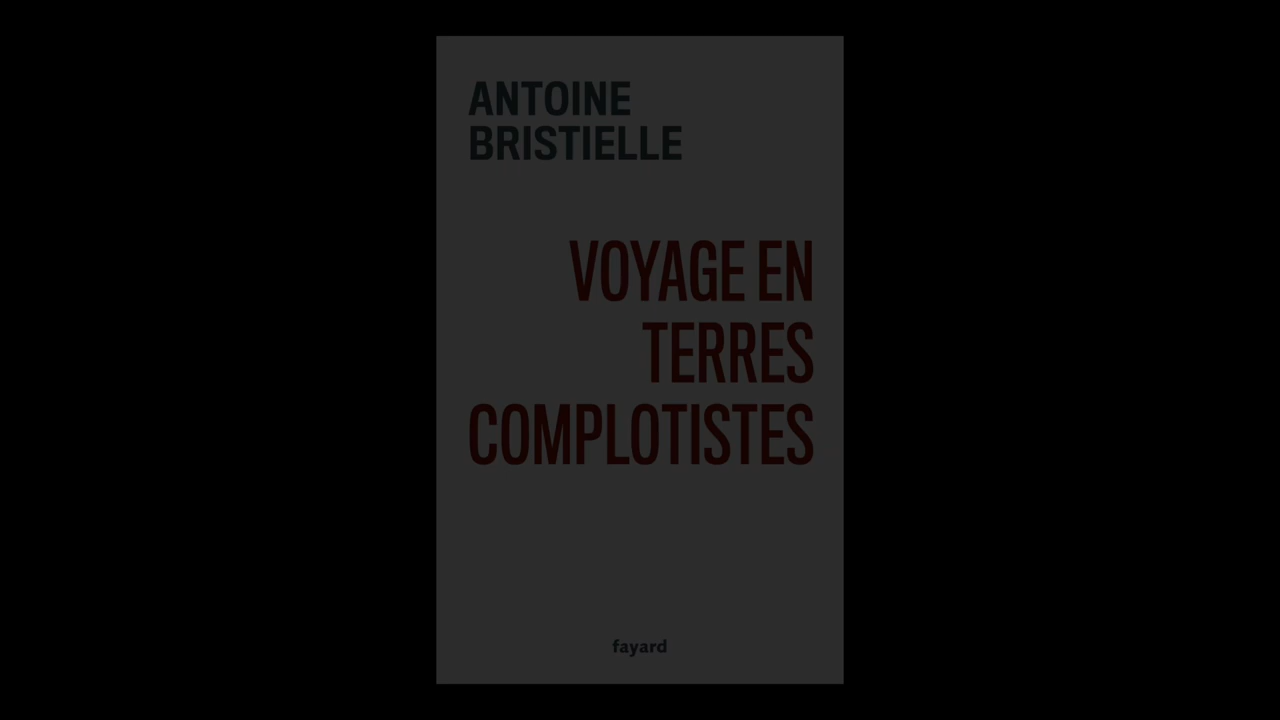 ANTOINE
BRISTIELLE
VOYAGE EN
TERRES
COMPLOTISTES
fayard